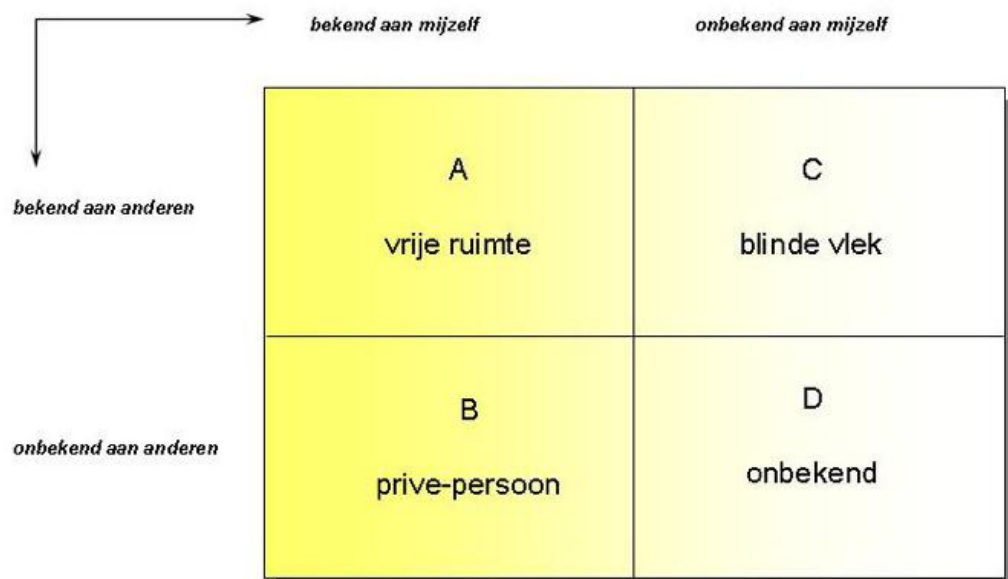 bekend aan mijzelf
onbekend aan mijzelf
bekend aan anderen
A
vrije ruimte
C
blinde vlek
onbekend aan anderen
B
prive-persoon
D
onbekend